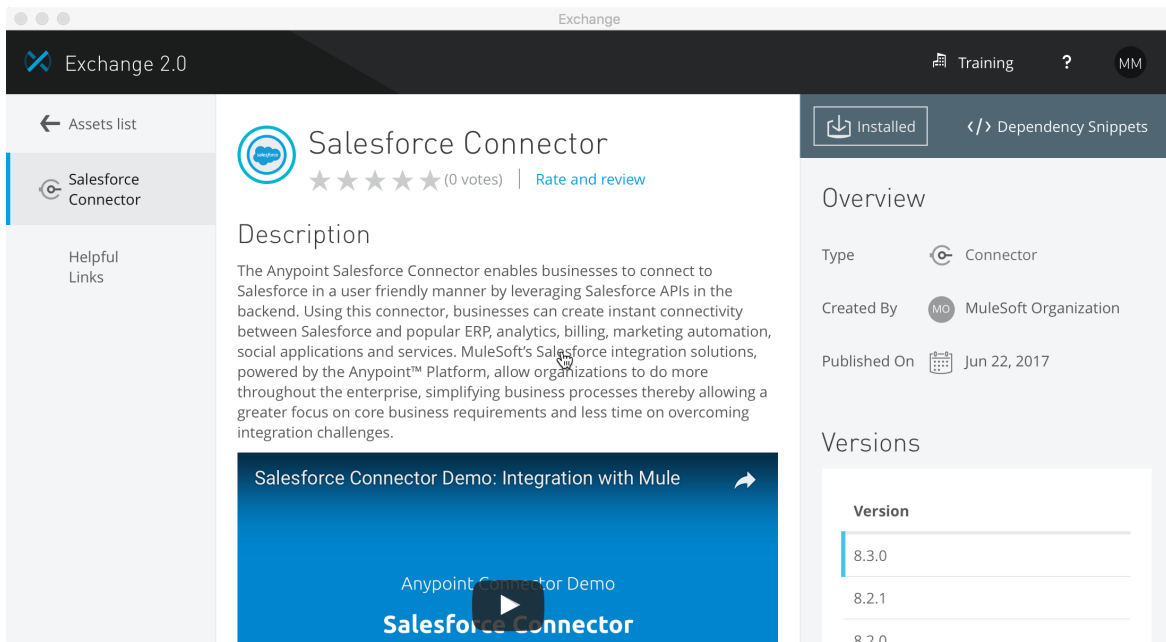 Exchange
Exchange 2.0
Training
?
MM
Assets list
Salesforce
Connector
Helpful
Links
salesforce
Salesforce Connector
(0 votes)
Rate and review
Description
The Anypoint Salesforce Connector enables businesses to connect to
Salesforce in a user friendly manner by leveraging Salesforce APIs in the
backend. Using this connector, businesses can create instant connectivity
between Salesforce and popular ERP, analytics, billing, marketing automation,
social applications and services. MuleSoft's Salesforce integration solutions,
powered by the Anypoint™ Platform, allow organizations to do more
throughout the enterprise, simplifying business processes thereby allowing a
greater focus on core business requirements and less time on overcoming
integration challenges.
Salesforce Connector Demo: Integration with Mule
Anypoint Connector Demo
Salesforce Connector
Installed
</> Dependency Snippets
Overview
Type
Connector
Created By
MO
MuleSoft Organization
Published On
Jun 22, 2017
Versions
Version
8.3.0
8.2.1
8.2.0